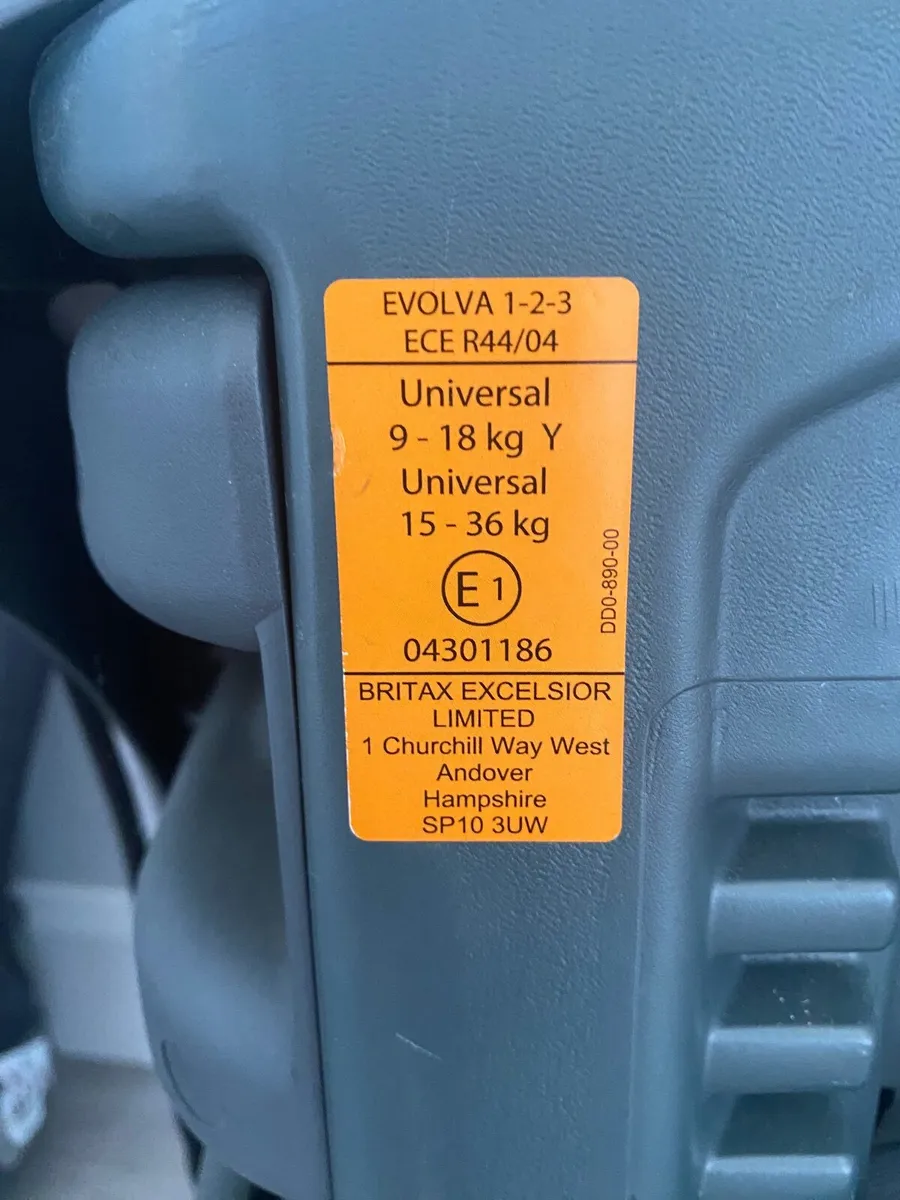 EVOLVA 1-2-3
ECE R44/04
Universal
9 - 18 kg Y
Universal
15 - 36 kg
E 1
04301186
DD0-890-00
BRITAX EXCELSIOR
LIMITED
1 Churchill Way West
Andover
Hampshire
SP10 3UW